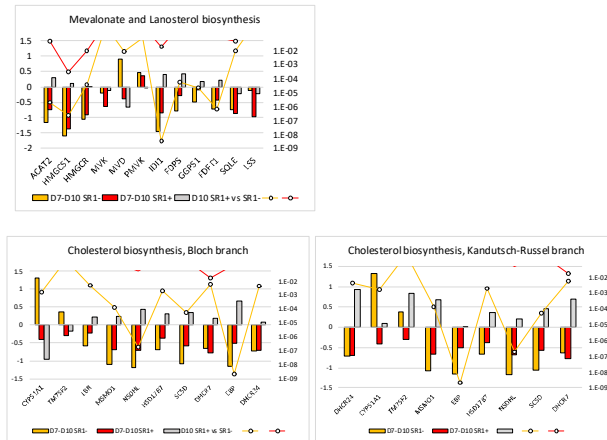 Mevalonate and Lanosterol biosynthesis
1.5
1
0.5
0
-0.5
-1
-1.5
-2
1.E-02
1.E-03
1.E-04
1.E-05
1.E-06
1.E-07
1.E-08
1.E-09
ACAT2 HMGCS1 HMGCR MVK MVD PMVK IDI1 FDPS GGPS1 FDFT1 SQLE LSS
D7-D10 SR1- D7-D10 SR1+ D10 SR1+ vs SR1-
Cholesterol biosynthesis, Bloch branch
1.5
1
0.5
0
-0.5
-1
-1.5
1.E-02
1.E-03
1.E-04
1.E-05
1.E-06
1.E-07
1.E-08
1.E-09
CYP51A1 TM7SF2 LBR MSMO1 NSDHL HSD17B7 SC5D DHCR7 EBP DHCR24
D7-D10 SR1- D7-D10 SR1+ D10 SR1+ vs SR1-
Cholesterol biosynthesis, Kandutsch-Russel branch
1.5
1
0.5
0
-0.5
-1
-1.5
1.E-02
1.E-03
1.E-04
1.E-05
1.E-06
1.E-07
1.E-08
1.E-09
DHCR24 CYP51A1 TM7SF2 MSMO1 EBP HSD17B7 NSDHL SC5D DHCR7
D7-D10 SR1- D7-D10 SR1+ D10 SR1+ vs SR1-